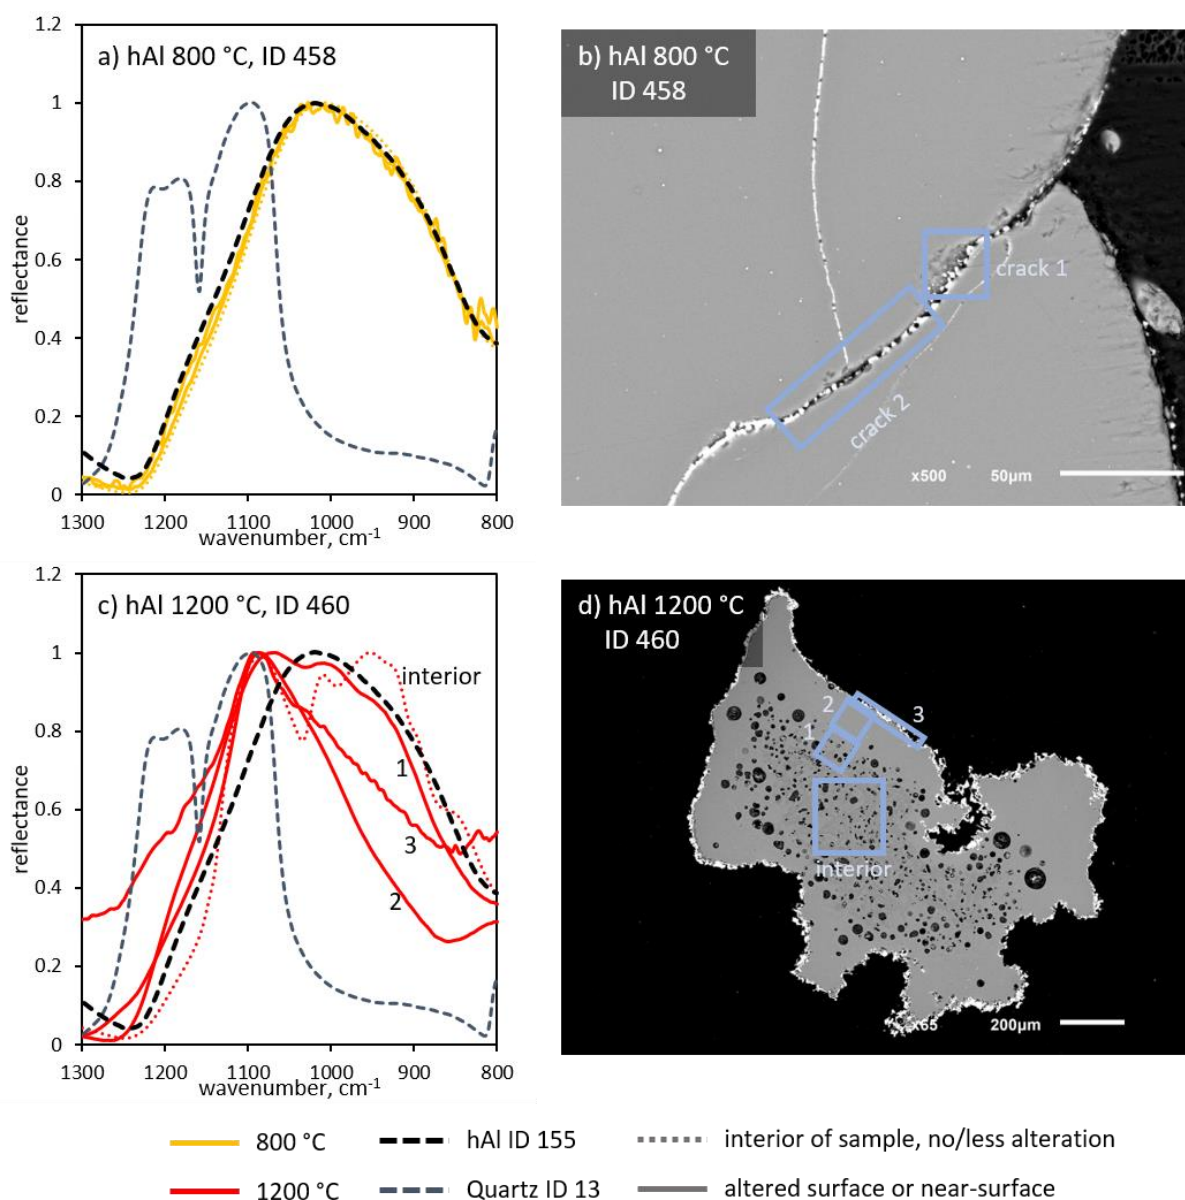 a) hAl 800 °C, ID 458
1.2
1
0.8
0.6
0.4
0.2
0
reflectance
1300 1200 1100 1000 900 800
wavenumber, cm-1
b) hAl 800 °C
ID 458
crack 1
crack 2
x500 50µm
c) hAl 1200 °C, ID 460
1.2
1
0.8
0.6
0.4
0.2
0
reflectance
interior
1
3
2
1300 1200 1100 1000 900 800
wavenumber, cm-1
d) hAl 1200 °C
ID 460
2
3
1
interior
x65 200µm
800 °C
hAl ID 155
interior of sample, no/less alteration
1200 °C
Quartz ID 13
altered surface or near-surface